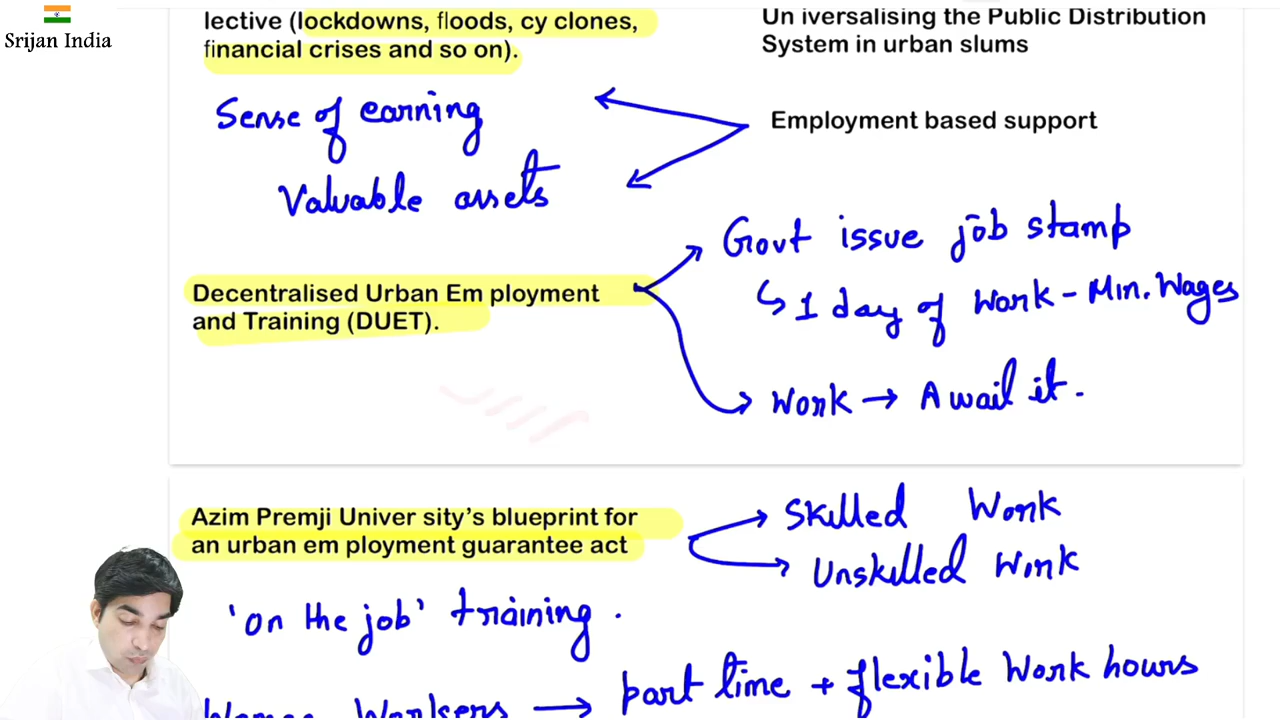 Srijan India
lective (lockdowns, floods, cy clones,
financial crises and so on).
Un iversalising the Public Distribution
System in urban slums
Sense of earning
Valuable assets
Employment based support
Decentralised Urban Em ployment
and Training (DUET).
Govt issue job stamp
↳ 1 day of work - Min. Wages
Work → Avail it.
Azim Premji Univer sity's blueprint for
an urban em ployment guarantee act
Skilled Work
Unskilled Work
'on the job' training.
Women Workers → part time + flexible Work hours